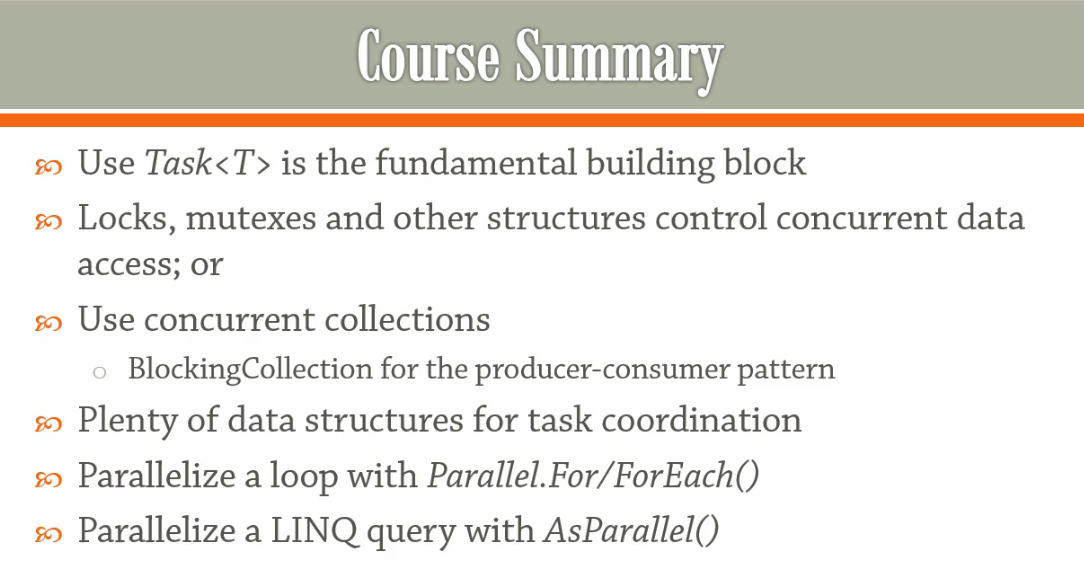 Course Summary
Use Task<T> is the fundamental building block
Locks, mutexes and other structures control concurrent data
access; or
Use concurrent collections
BlockingCollection for the producer-consumer pattern
Plenty of data structures for task coordination
Parallelize a loop with Parallel.For/ForEach()
Parallelize a LINQ query with AsParallel()